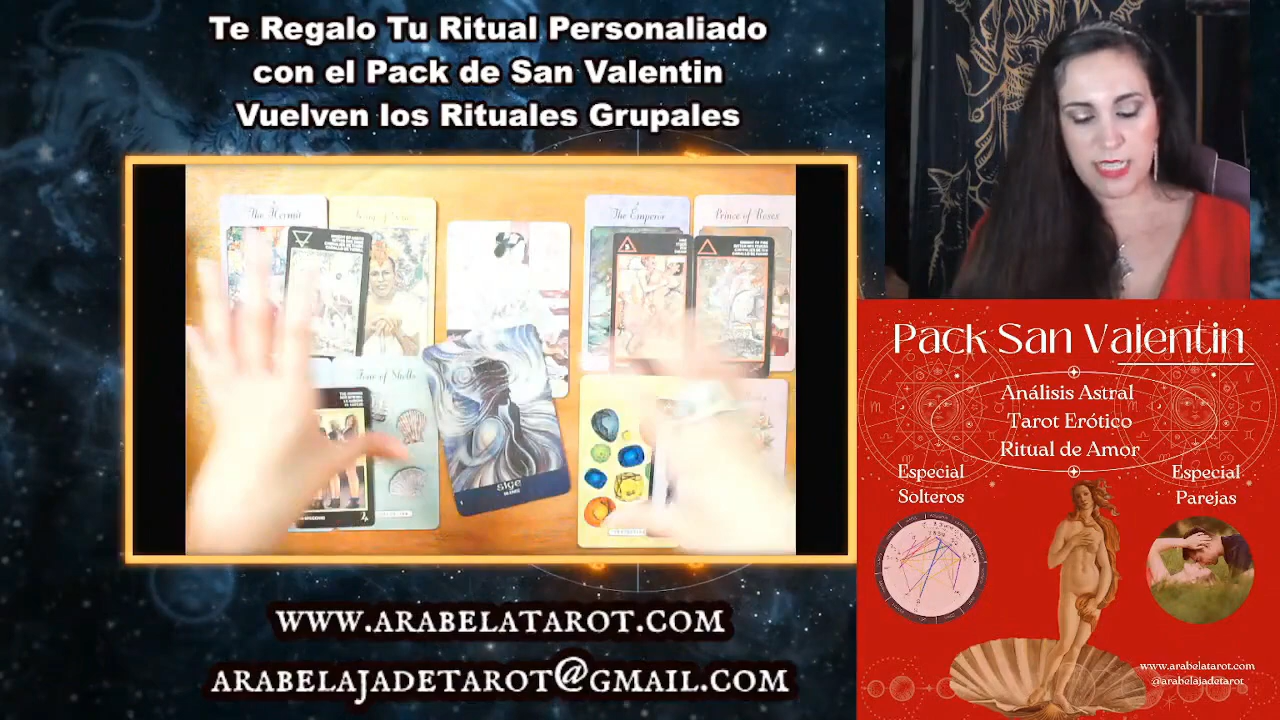 Te Regalo Tu Ritual Personaliado
con el Pack de San Valentin
Vuelven los Rituales Grupales
The Hermit
The Emperor
Prince of Roses
Four of Shells
sige
www.arabelatarot.com
arabelajadetarot@gmail.com
Pack San Valentin
Análisis Astral
Tarot Erótico
Ritual de Amor
Especial
Solteros
Especial
Parejas
www.arabelatarot.com
@arabelajadetarot